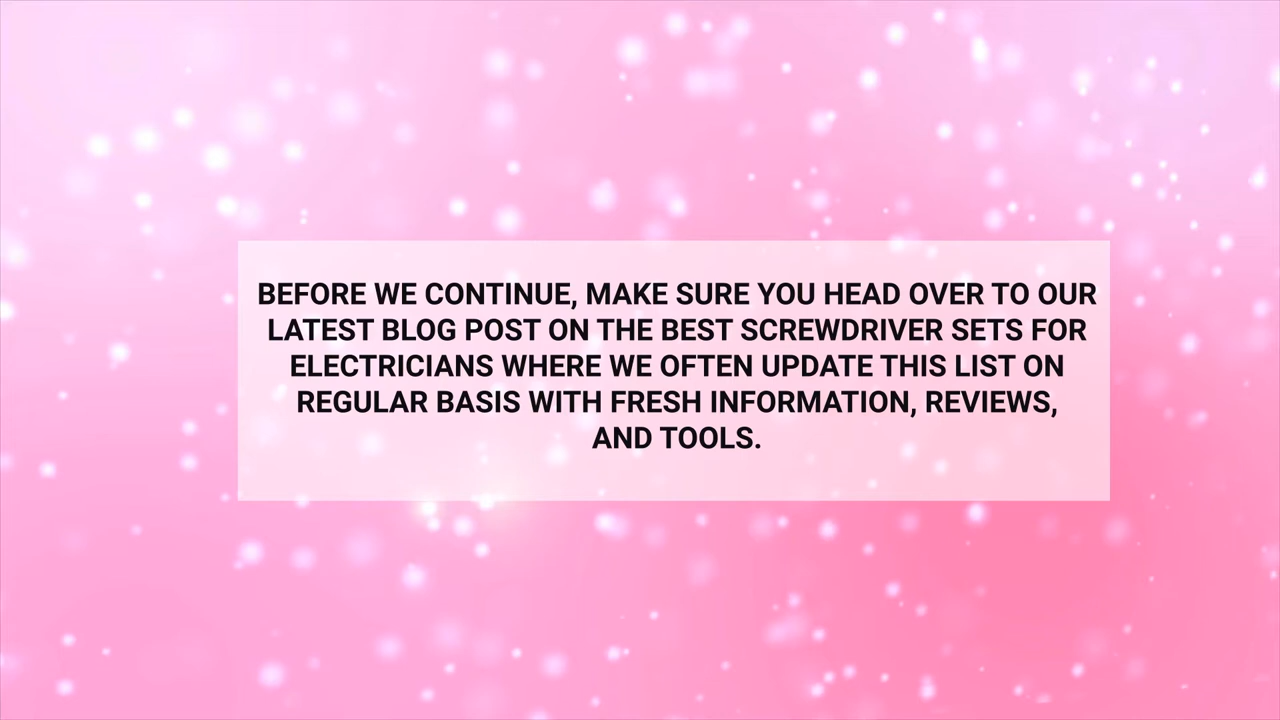 BEFORE WE CONTINUE, MAKE SURE YOU HEAD OVER TO OUR
LATEST BLOG POST ON THE BEST SCREWDRIVER SETS FOR
ELECTRICIANS WHERE WE OFTEN UPDATE THIS LIST ON
REGULAR BASIS WITH FRESH INFORMATION, REVIEWS,
AND TOOLS.